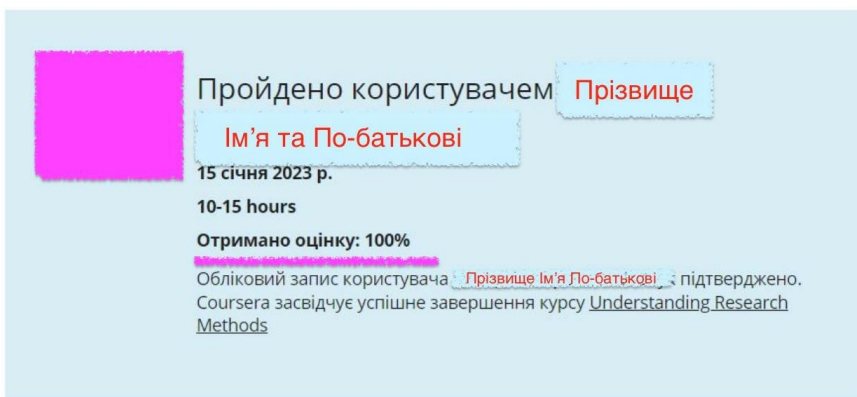 Пройдено користувачем Прізвище
Ім’я та По-батькові
15 січня 2023 р.
10-15 hours
Отримано оцінку: 100%
Обліковий запис користувача Прізвище Ім’я По-батькові підтверджено.
Coursera засвідчує успішне завершення курсу Understanding Research
Methods